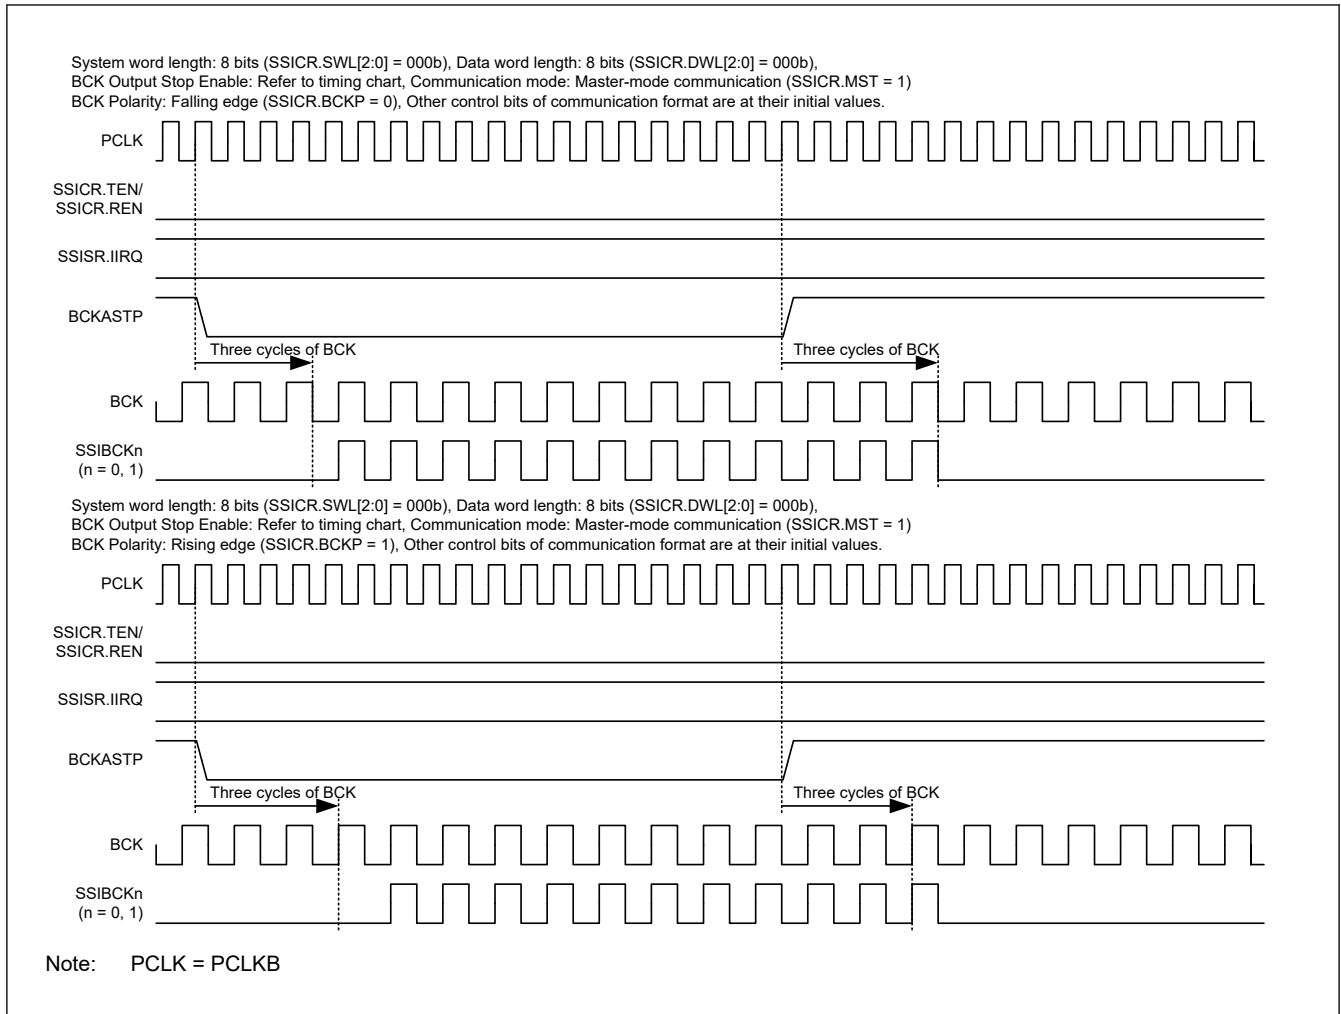 System word length: 8 bits (SSICR.SWL[2:0] = 000b), Data word length: 8 bits (SSICR.DWL[2:0] = 000b),
BCK Output Stop Enable: Refer to timing chart, Communication mode: Master-mode communication (SSICR.MST = 1)
BCK Polarity: Falling edge (SSICR.BCKP = 0), Other control bits of communication format are at their initial values.
PCLK
SSICR.TEN/
SSICR.REN
SSISR.IIRQ
BCKASTP
Three cycles of BCK
Three cycles of BCK
BCK
SSIBCKn
(n = 0, 1)
System word length: 8 bits (SSICR.SWL[2:0] = 000b), Data word length: 8 bits (SSICR.DWL[2:0] = 000b),
BCK Output Stop Enable: Refer to timing chart, Communication mode: Master-mode communication (SSICR.MST = 1)
BCK Polarity: Rising edge (SSICR.BCKP = 1), Other control bits of communication format are at their initial values.
PCLK
SSICR.TEN/
SSICR.REN
SSISR.IIRQ
BCKASTP
Three cycles of BCK
Three cycles of BCK
BCK
SSIBCKn
(n = 0, 1)
Note: PCLK = PCLKB